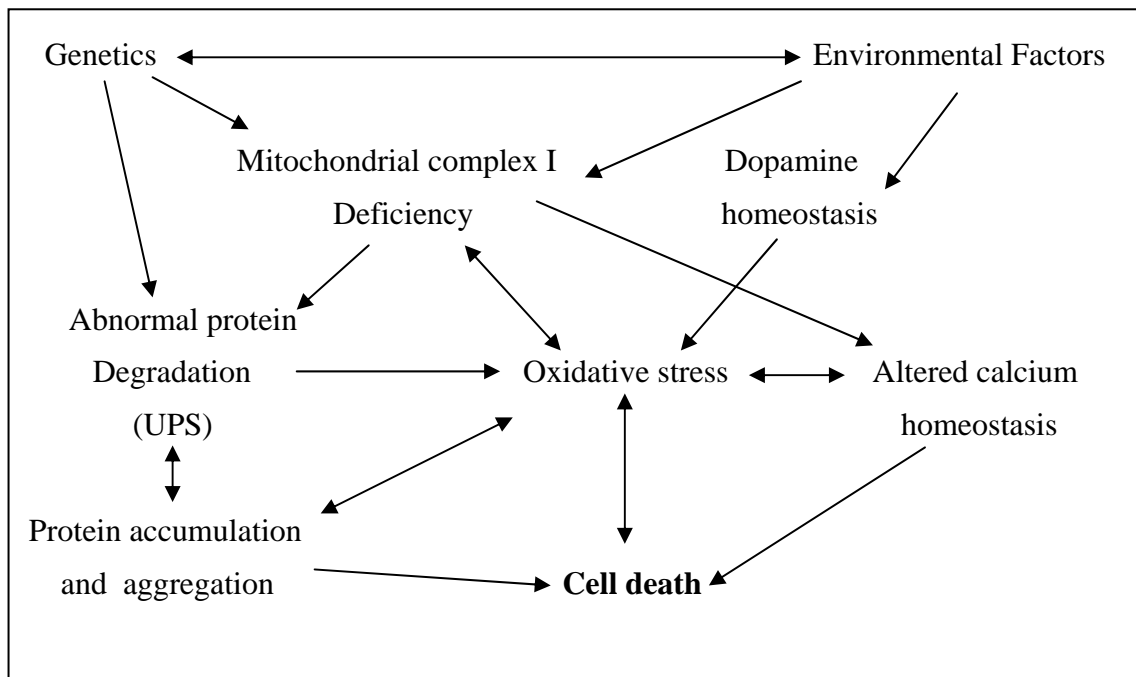 Genetics
Environmental Factors
Mitochondrial complex I
Deficiency
Dopamine
homeostasis
Abnormal protein
Degradation
(UPS)
Oxidative stress
Altered calcium
homeostasis
Protein accumulation
and aggregation
Cell death